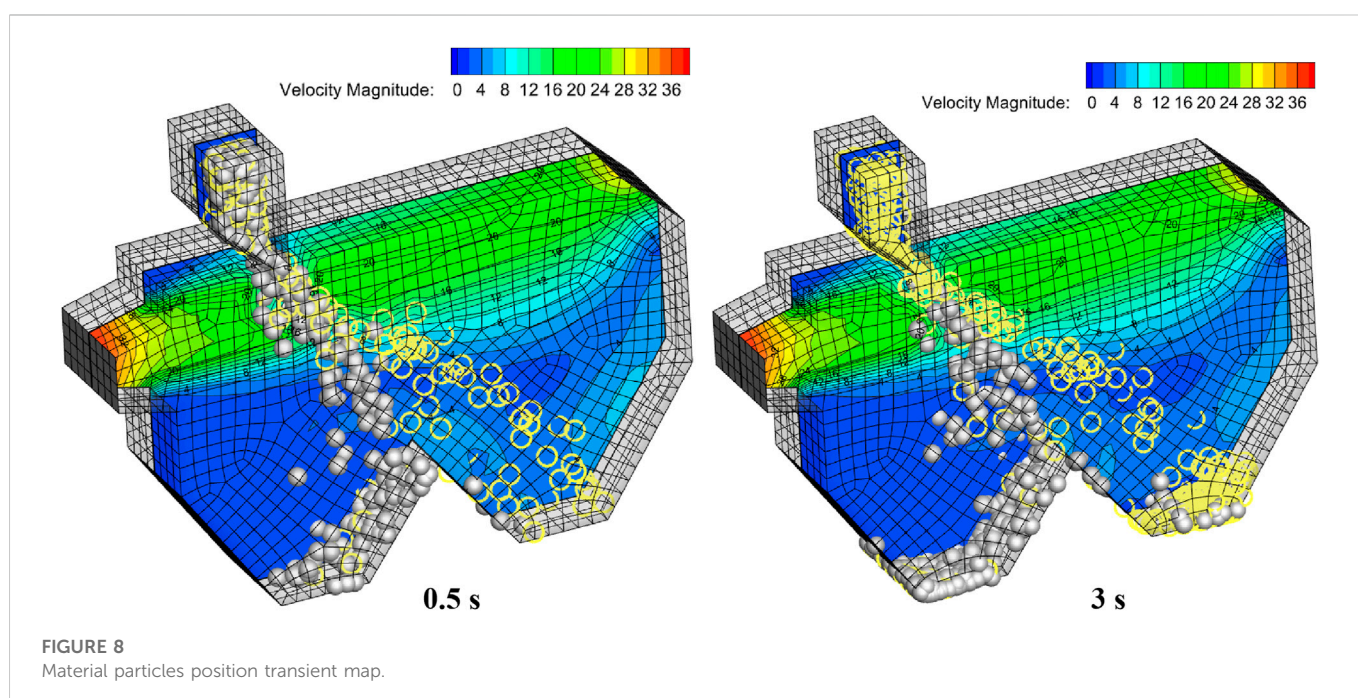 Velocity Magnitude: 0 4 8 12 16 20 24 28 32 36
Velocity Magnitude: 0 4 8 12 16 20 24 28 32 36
0.5 s
3 s
FIGURE 8
Material particles position transient map.